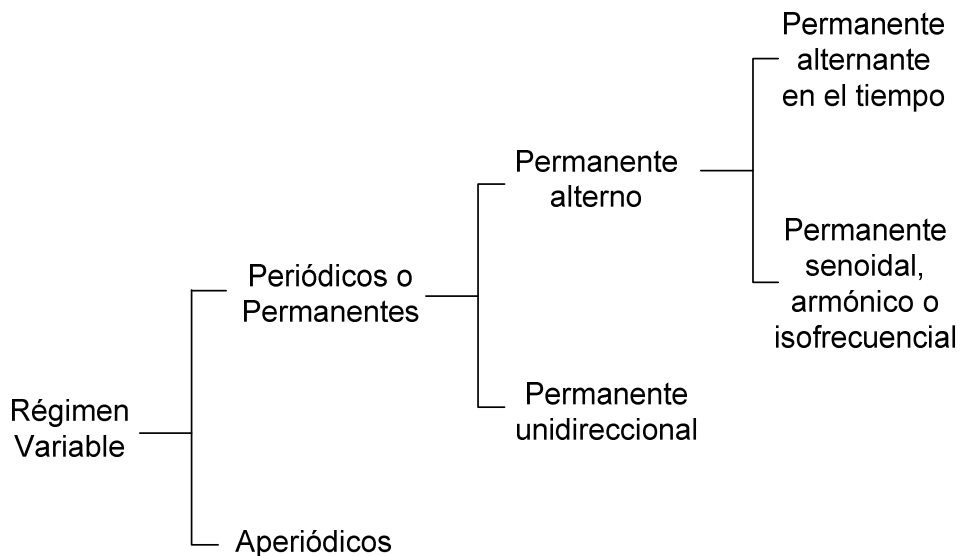 Permanente
alternante
en el tiempo
Permanente
alterno
Permanente
senoidal,
armónico o
isofrecuencial
Periódicos o
Permanentes
Permanente
unidireccional
Régimen
Variable
Aperiódicos